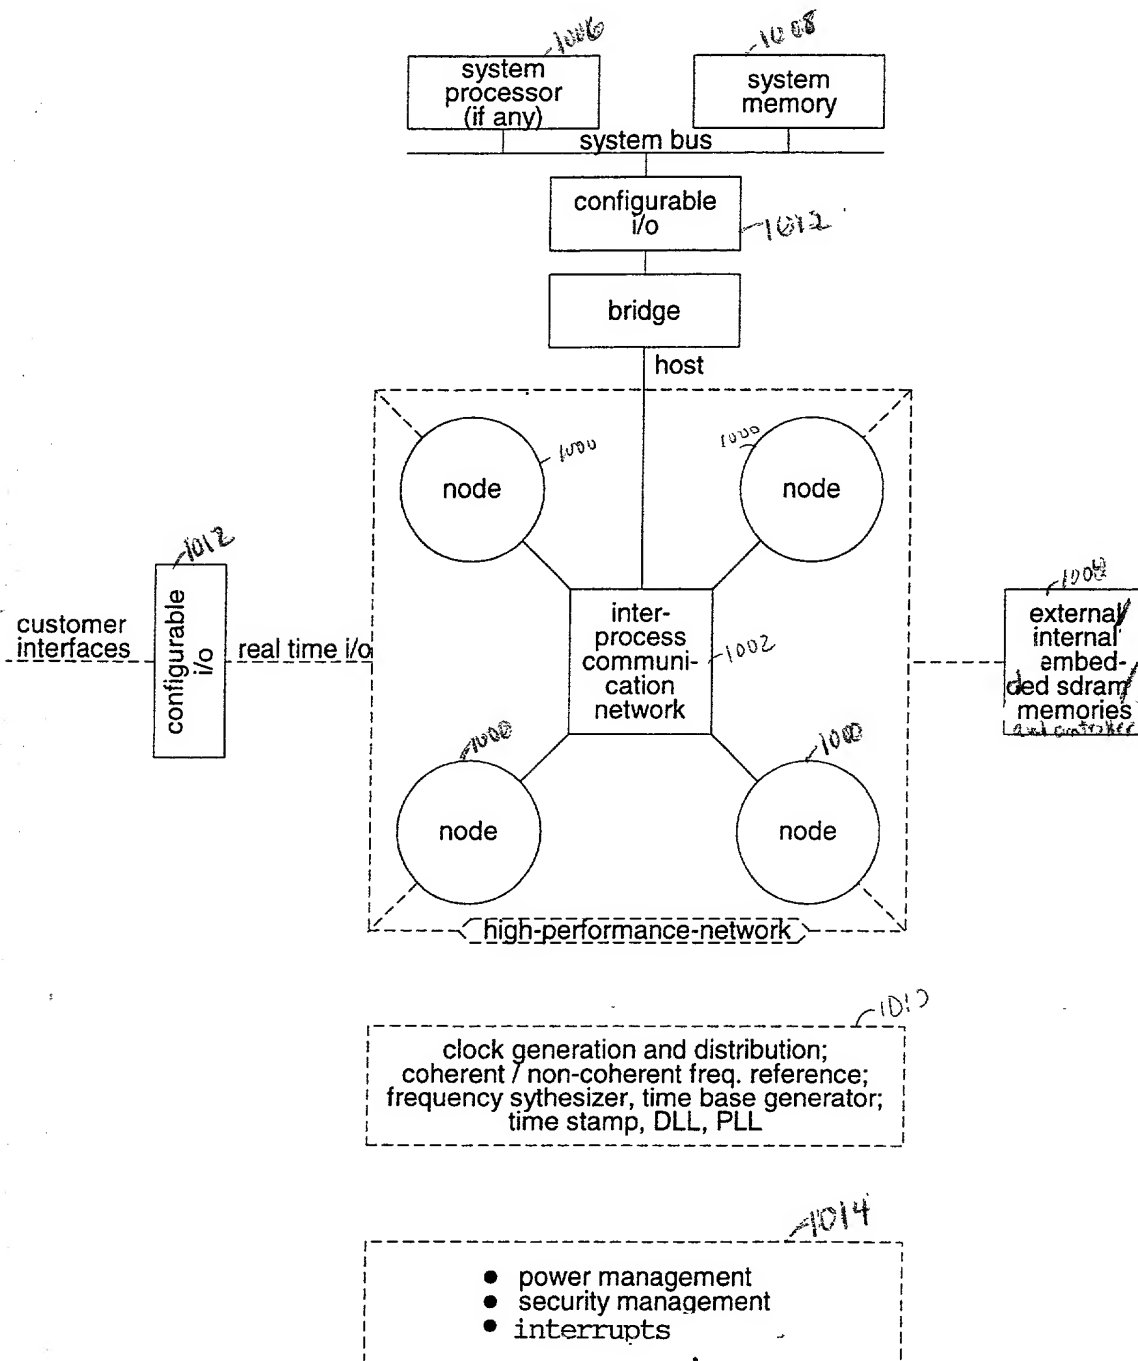 1006
1008
system
processor
(if any)
system
memory
system bus
configurable
i/o
1012
bridge
host
node
1000
1000
node
1012
configurable
i/o
customer
interfaces
real time i/o
inter-
process
communi-
cation
network
1002
external/
internal
embed-
ded sdram/
memories
and controller
1000
node
1000
node
high-performance-network
clock generation and distribution;
coherent / non-coherent freq. reference;
frequency sythesizer, time base generator;
time stamp, DLL, PLL
1014
• power management
• security management
• interrupts